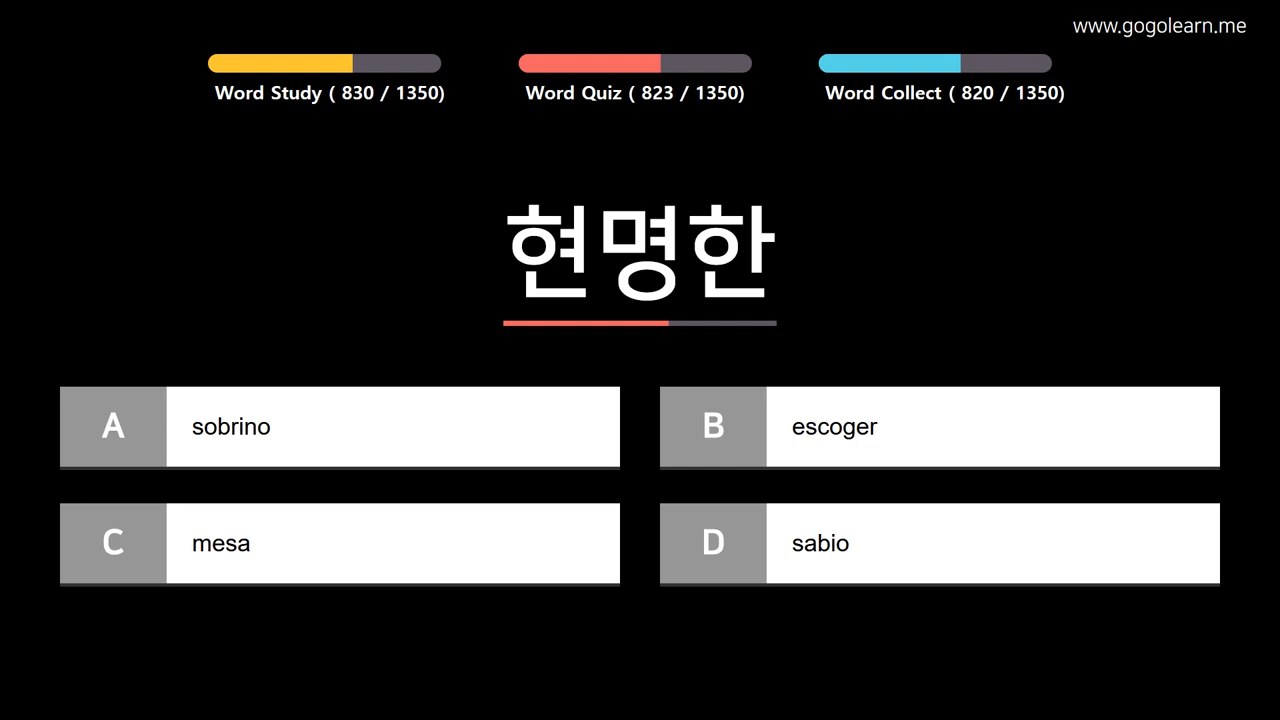 www.gogolearn.me
Word Study ( 830 / 1350)
Word Quiz ( 823 / 1350)
Word Collect ( 820 / 1350)
현명한
A sobrino
B escoger
C mesa
D sabio